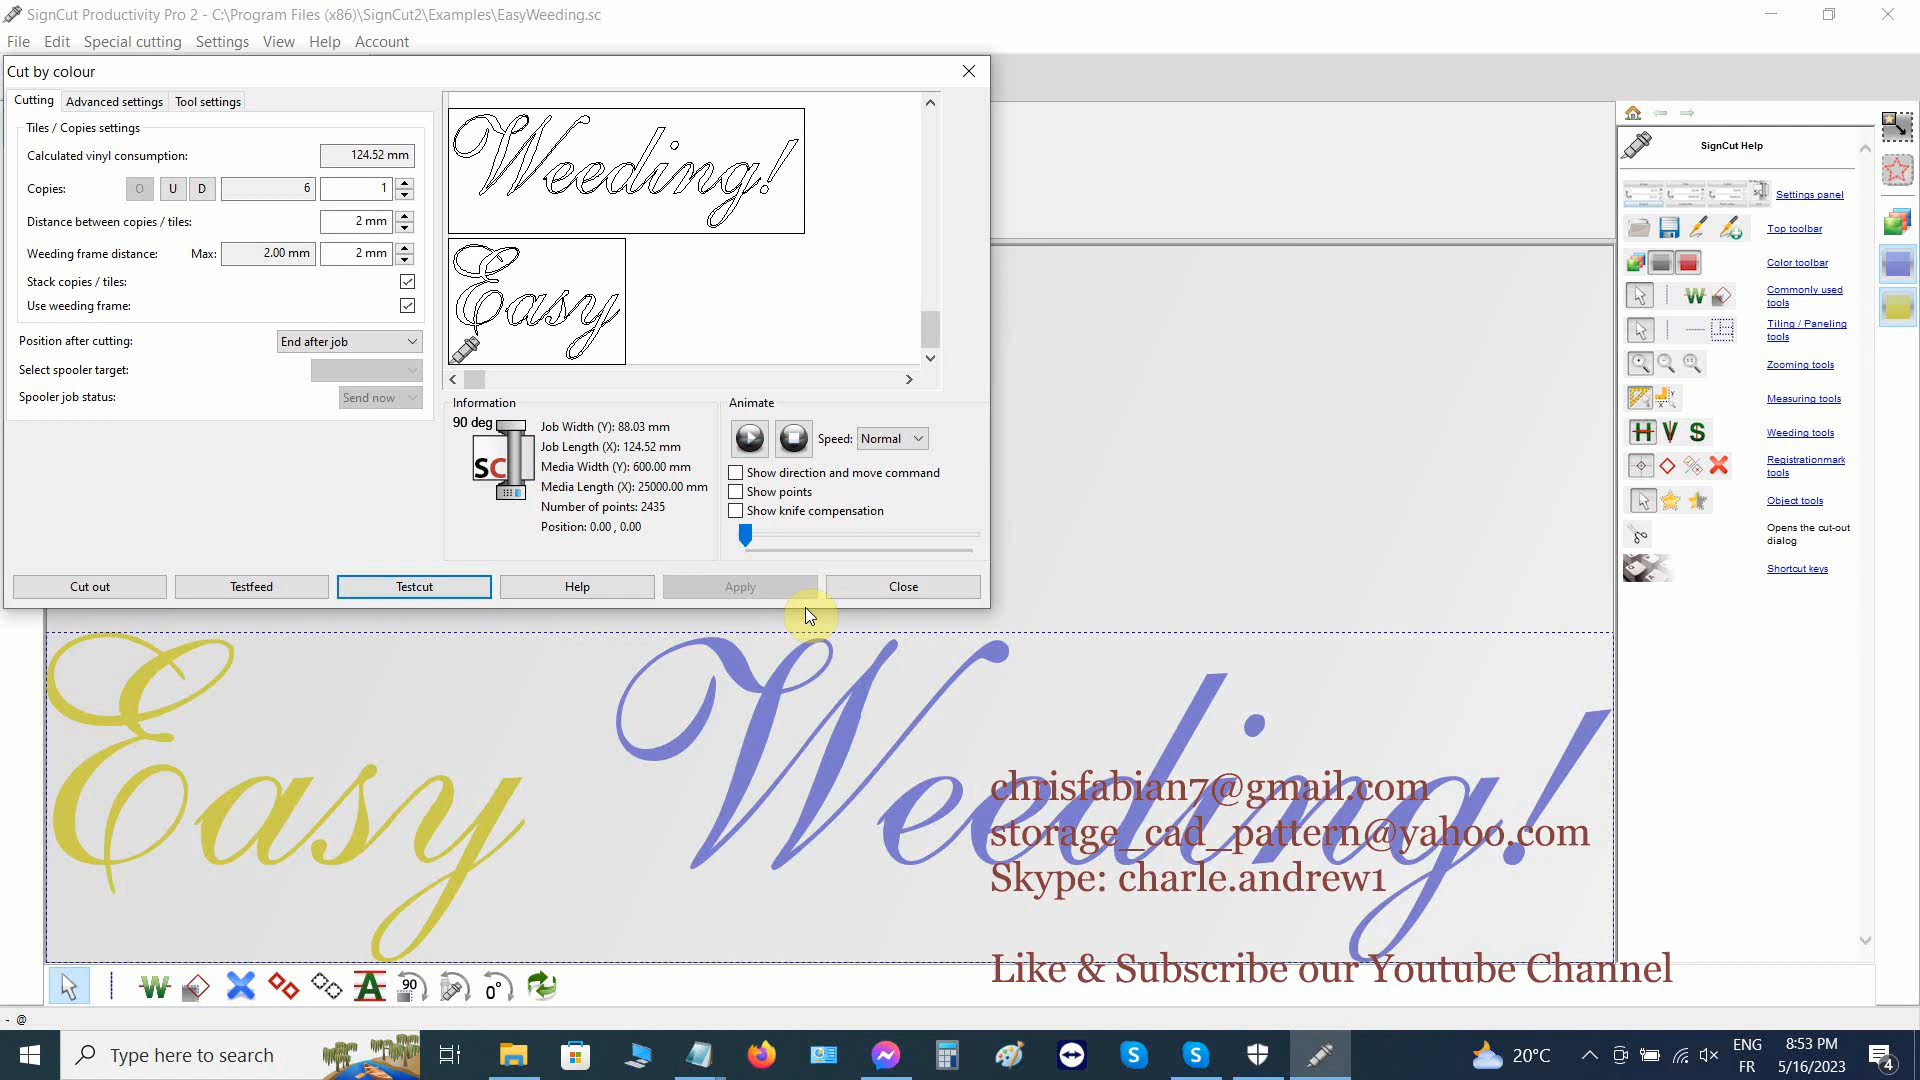 SignCut Productivity Pro 2 - C:\Program Files (x86)\SignCut2\Examples\EasyWeeding.sc
File Edit Special cutting Settings View Help Account
Cut by colour
Cutting Advanced settings Tool settings
Tiles / Copies settings
Calculated vinyl consumption: 124.52 mm
Copies: O U D 6 1
Distance between copies / tiles: 2 mm
Weeding frame distance: Max: 2.00 mm 2 mm
Stack copies / tiles:
Use weeding frame:
Position after cutting: End after job
Select spooler target:
Spooler job status: Send now
Weeding!
Easy
Information
90 deg
SC
Job Width (Y): 88.03 mm
Job Length (X): 124.52 mm
Media Width (Y): 600.00 mm
Media Length (X): 25000.00 mm
Number of points: 2435
Position: 0.00 , 0.00
Animate
Speed: Normal
Show direction and move command
Show points
Show knife compensation
Cut out Testfeed Testcut Help Apply Close
SignCut Help
Settings panel
Top toolbar
Color toolbar
Commonly used
tools
Tiling / Paneling
tools
Zooming tools
Measuring tools
Weeding tools
Registrationmark
tools
Object tools
Opens the cut-out
dialog
Shortcut keys
Easy Weeding!
chrisfabian7@gmail.com
storage_cad_pattern@yahoo.com
Skype: charle.andrew1
Like & Subscribe our Youtube Channel
W A 90 0°
- @
Type here to search
20°C
ENG
FR
8:53 PM
5/16/2023
4